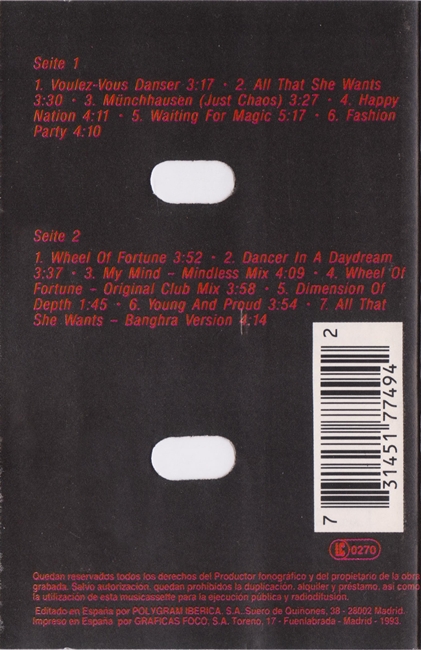 Seite 1
1. Voulez-Vous Danser 3:17 · 2. All That She Wants
3:30 · 3. Münchhausen (Just Chaos) 3:27 · 4. Happy
Nation 4:11 · 5. Waiting For Magic 5:17 · 6. Fashion
Party 4:10
Seite 2
1. Wheel Of Fortune 3:52 · 2. Dancer In A Daydream
3:37 · 3. My Mind – Mindless Mix 4:09 · 4. Wheel Of
Fortune – Original Club Mix 3:58 · 5. Dimension Of
Depth 1:45 · 6. Young And Proud 3:54 · 7. All That
She Wants – Banghra Version 4:14
7 31451 77494 2
0270
Quedan reservados todos los derechos del Productor fonográfico y del propietario de la obra
grabada. Salvo autorización, quedan prohibidos la duplicación, alquiler y préstamo, así como
la utilización de esta musicassette para la ejecución pública y radiodifusión.
Editado en España por POLYGRAM IBERICA, S.A. Suero de Quiñones, 38 - 28002 Madrid.
Impreso en España por GRAFICAS FOCO, S.A. Toreno, 17 - Fuenlabrada - Madrid - 1993.